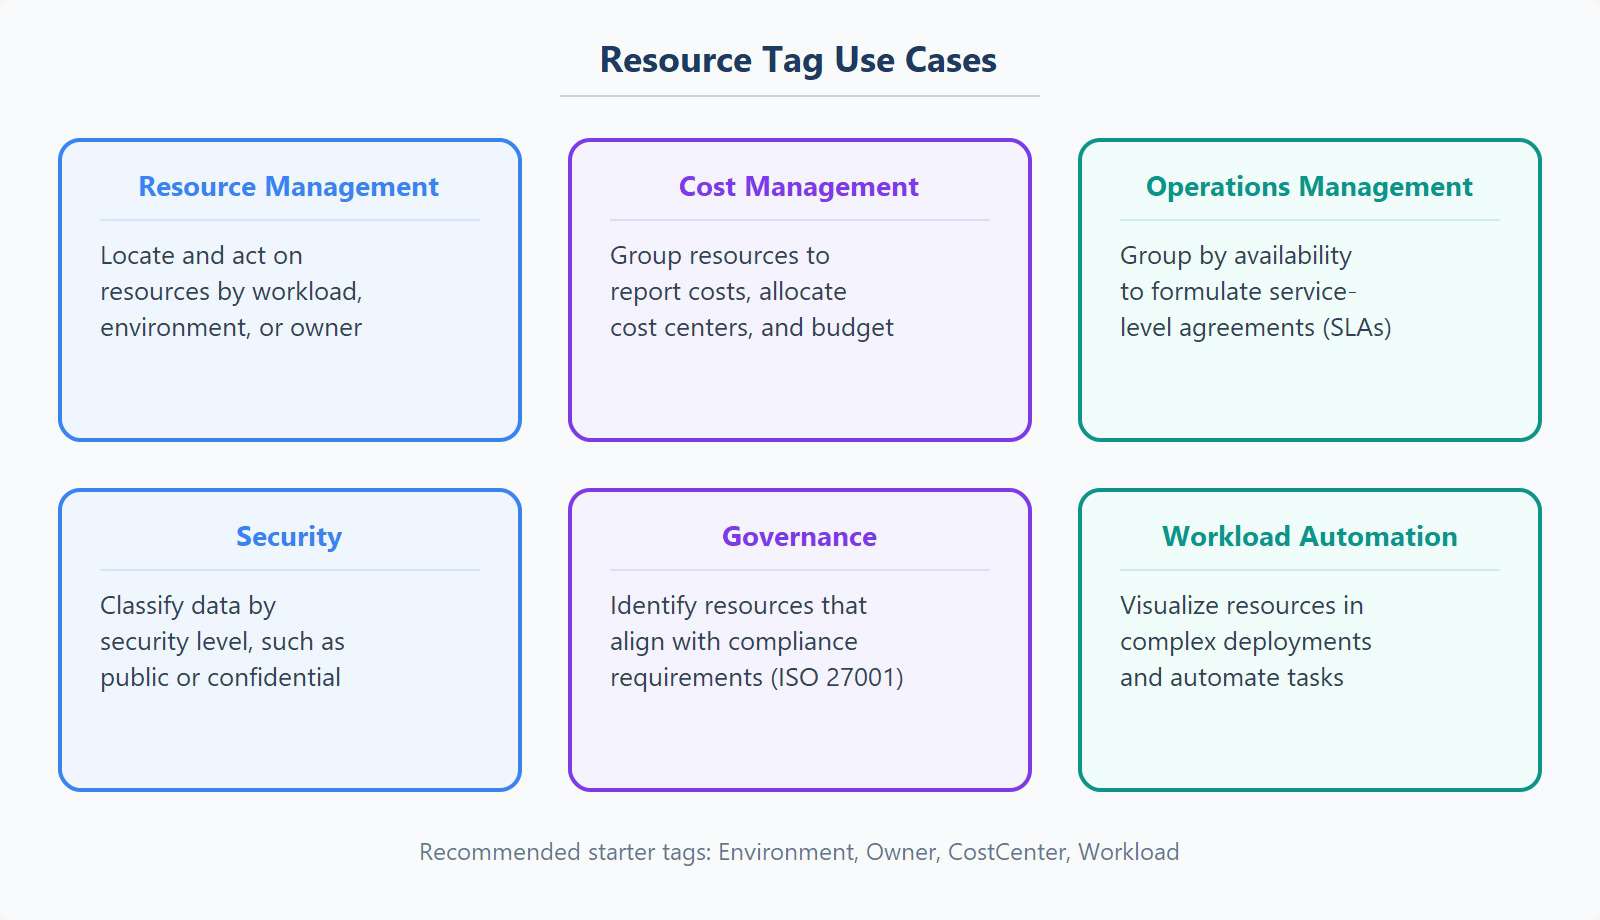 Resource Tag Use Cases
Resource Management
Locate and act on
resources by workload,
environment, or owner
Cost Management
Group resources to
report costs, allocate
cost centers, and budget
Operations Management
Group by availability
to formulate service-
level agreements (SLAs)
Security
Classify data by
security level, such as
public or confidential
Governance
Identify resources that
align with compliance
requirements (ISO 27001)
Workload Automation
Visualize resources in
complex deployments
and automate tasks
Recommended starter tags: Environment, Owner, CostCenter, Workload